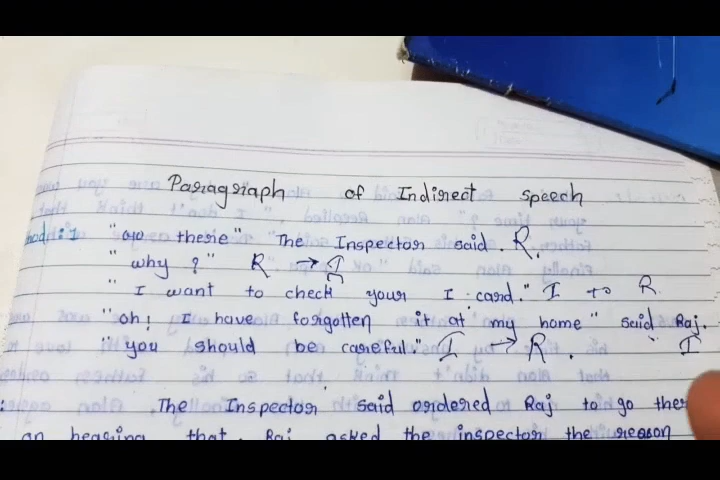 Paragraph of Indirect speech
"Go there" The Inspector said. R.
"why ?" R → I
"I want to check your I card." I to R
"oh! I have forgotten it at my home" said Raj.
"you should be careful." I → R. I
The Inspector said ordered Raj to go there
on hearing that. Raj asked the inspector the reason